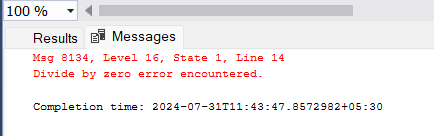 100 %
Results Messages
Msg 8134, Level 16, State 1, Line 14
Divide by zero error encountered.
Completion time: 2024-07-31T11:43:47.8572982+05:30